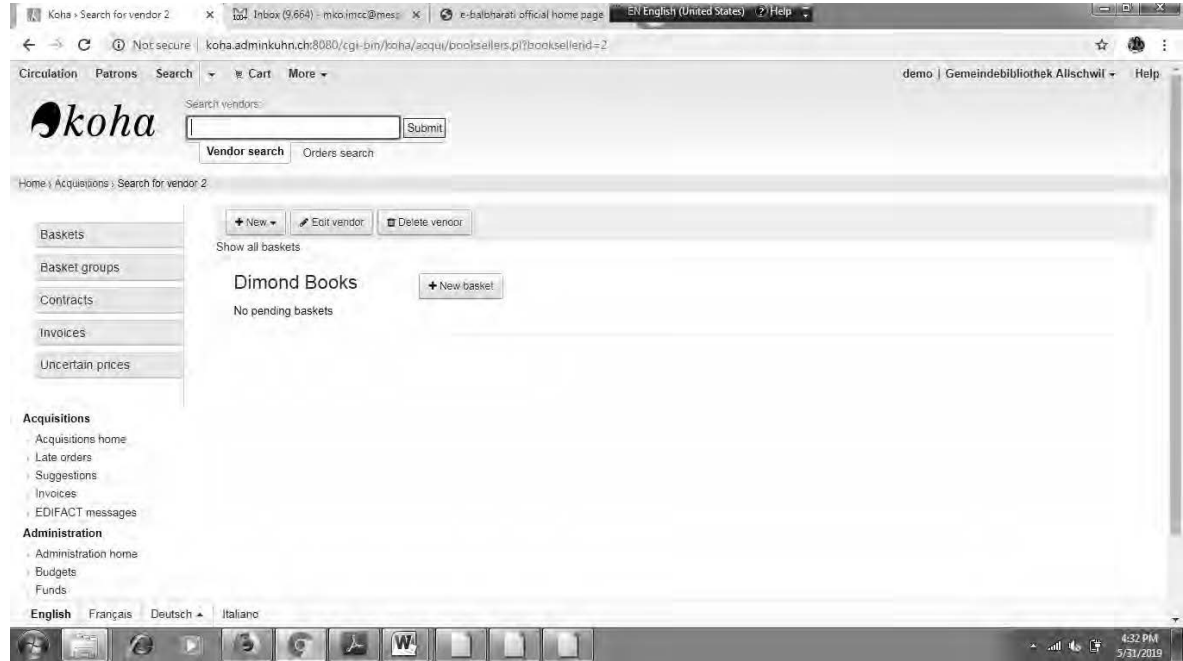 Koha › Search for vendor 2
Inbox (9,664) - mco.imcc@mes
e-balbharati official home page
EN English (United States) Help
Not secure koha.adminkuhn.ch:8080/cgi-bin/koha/acqui/booksellers.pl?booksellerid=2
Circulation Patrons Search Cart More demo | Gemeindebibliothek Allschwil Help
koha
Search vendors:
Submit
Vendor search Orders search
Home › Acquisitions › Search for vendor 2
+ New Edit vendor Delete vendor
Show all baskets
Baskets
Basket groups
Contracts
Invoices
Uncertain prices
Dimond Books
+ New basket
No pending baskets
Acquisitions
Acquisitions home
Late orders
Suggestions
Invoices
EDIFACT messages
Administration
Administration home
Budgets
Funds
English Français Deutsch Italiano
4:32 PM
5/31/2019